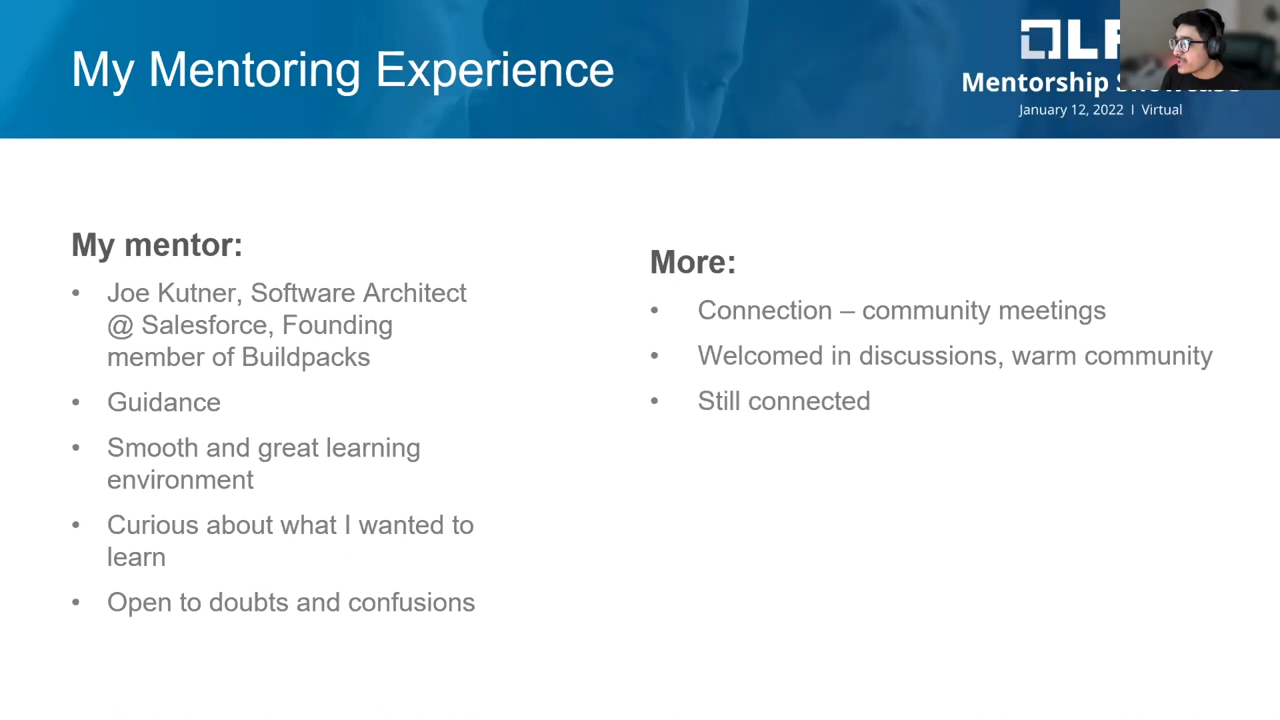 My Mentoring Experience
Mentorship
January 12, 2022 | Virtual
My mentor:
• Joe Kutner, Software Architect
@ Salesforce, Founding
member of Buildpacks
• Guidance
• Smooth and great learning
environment
• Curious about what I wanted to
learn
• Open to doubts and confusions
More:
• Connection – community meetings
• Welcomed in discussions, warm community
• Still connected